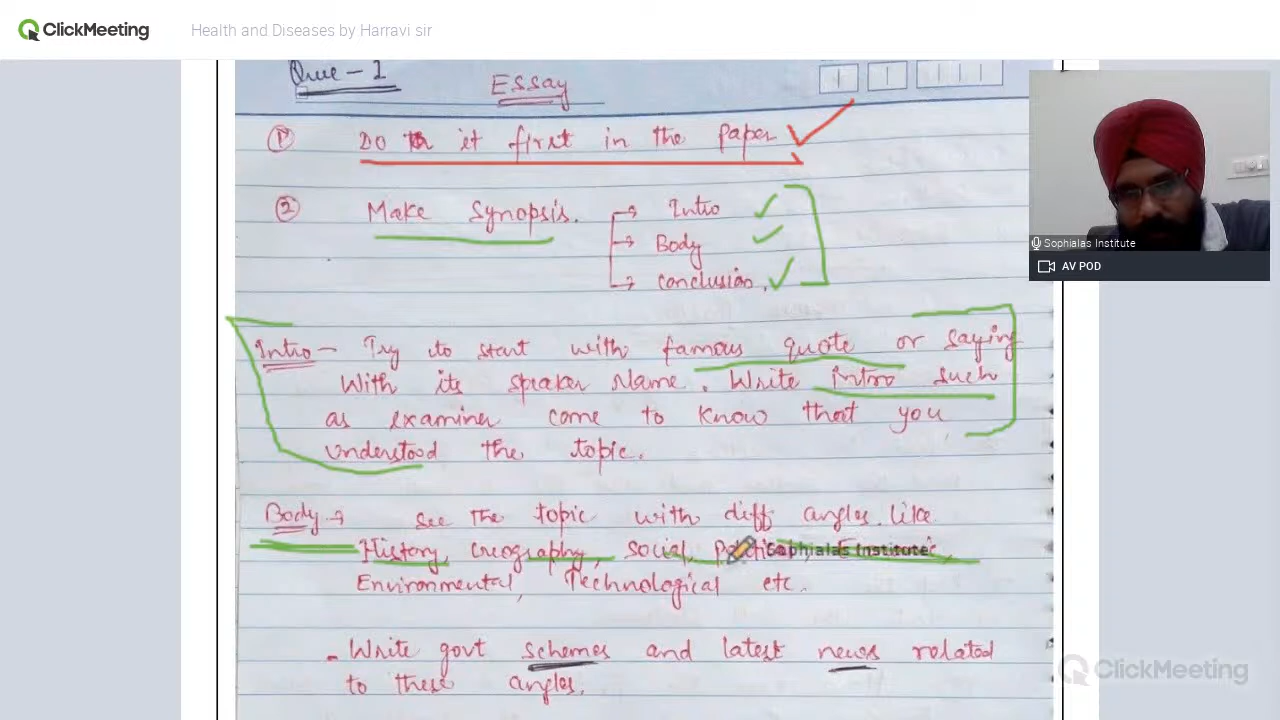 ClickMeeting
Health and Diseases by Harravi sir
Que - 1
Essay
1 Do it first in the paper
2 Make Synopsis. Intro
Body
Conclusion.
Intro - Try to start with famous quote or saying
With its speaker Name. Write intro such
as examiner come to know that you
understood the topic.
Body → See the topic with diff angles like
History, Geography, Social,
Sophialas Institute
Environmental, Technological etc.
- Write govt schemes and latest news related
to these angles.
Sophialas Institute
AV POD
ClickMeeting